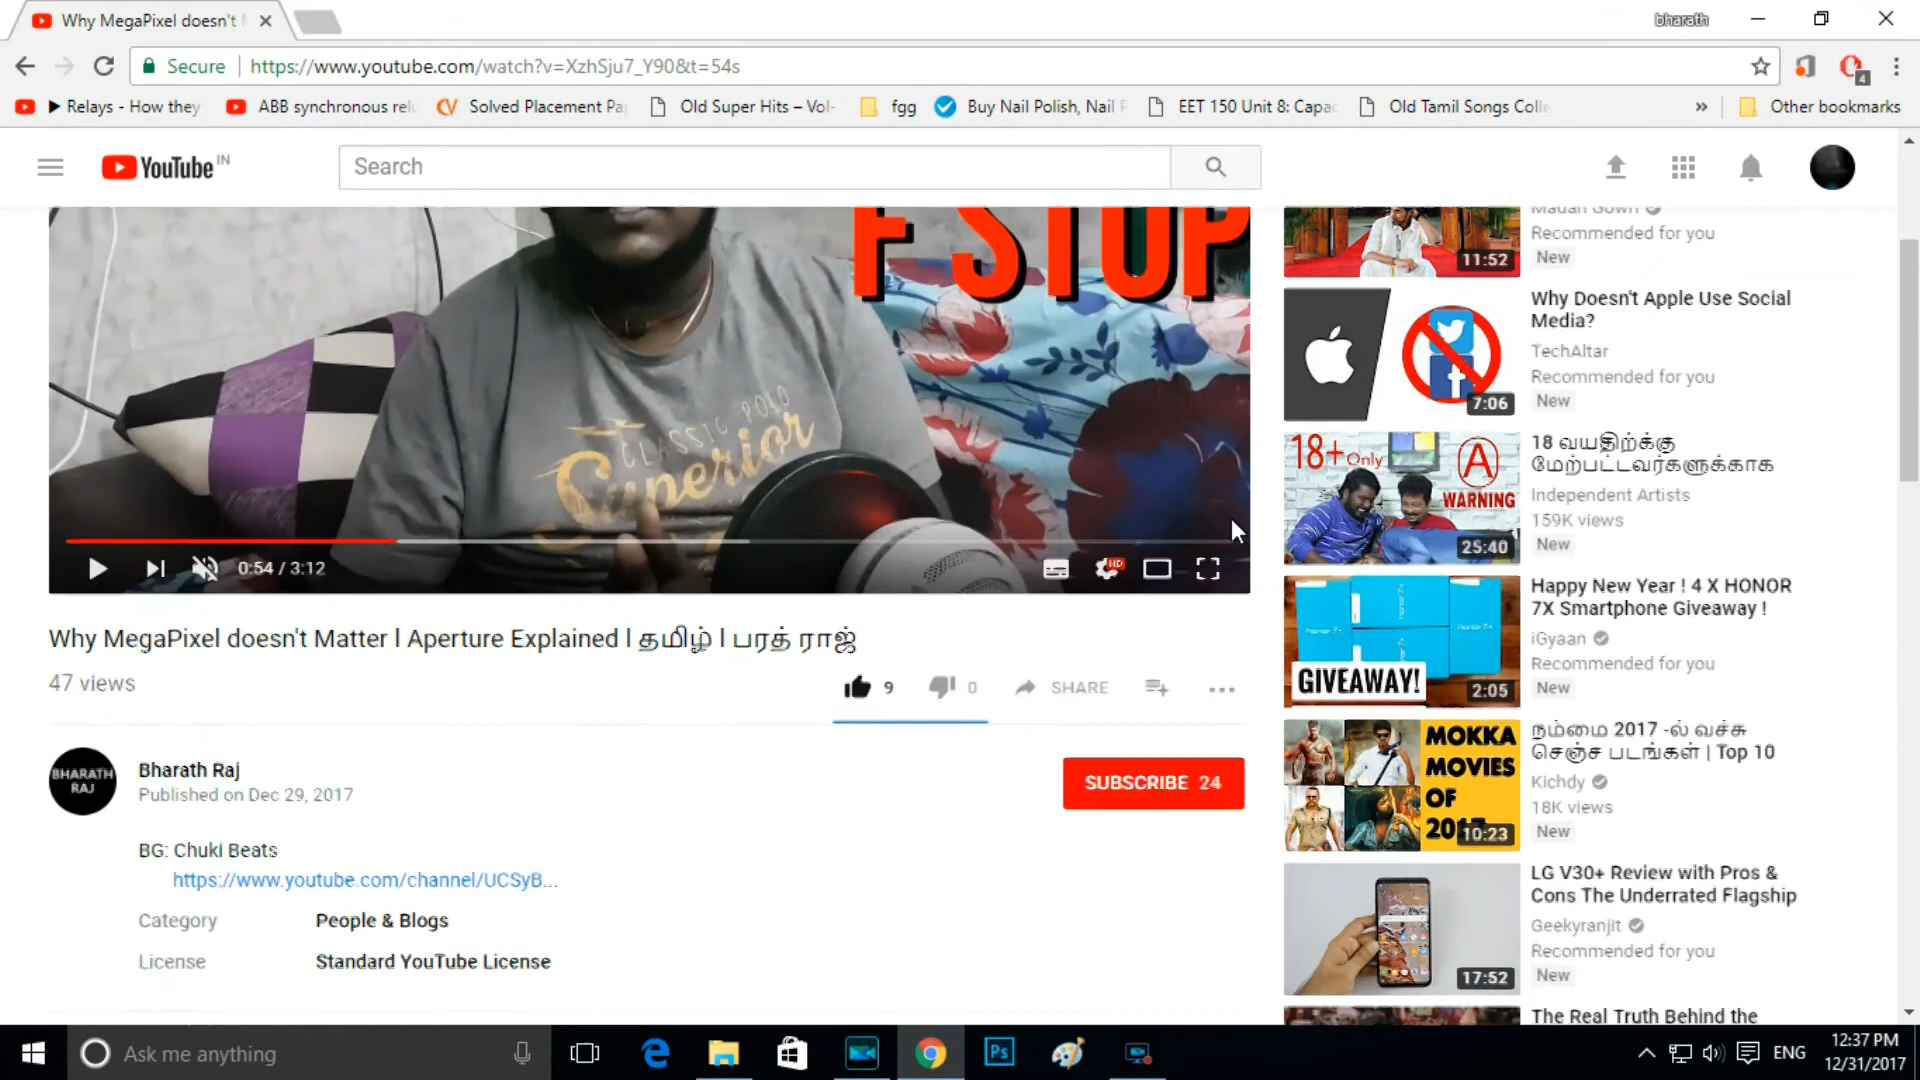 Why MegaPixel doesn't
bharath
Secure
https://www.youtube.com/watch?v=XzhSju7_Y90&t=54s
4
▶ Relays - How they
ABB synchronous rel
Solved Placement Pa
Old Super Hits – Vol-
fgg
Buy Nail Polish, Nail
EET 150 Unit 8: Capac
Old Tamil Songs Colle
»
Other bookmarks
YouTube IN
Search
F STOP
CLASSIC POLO
Superior
0:54 / 3:12
HD
Why MegaPixel doesn't Matter l Aperture Explained l தமிழ் l பரத் ராஜ்
47 views
9
0
SHARE
BHARATH
RAJ
Bharath Raj
Published on Dec 29, 2017
SUBSCRIBE 24
BG: Chuki Beats
https://www.youtube.com/channel/UCSyB...
Category
People & Blogs
License
Standard YouTube License
Madan Gowri
Recommended for you
New
11:52
Why Doesn't Apple Use Social
Media?
TechAltar
Recommended for you
New
7:06
18+ Only
A
WARNING
25:40
18 வயதிற்க்கு
மேற்பட்டவர்களுக்காக
Independent Artists
159K views
New
GIVEAWAY!
2:05
Happy New Year ! 4 X HONOR
7X Smartphone Giveaway !
iGyaan
Recommended for you
New
MOKKA
MOVIES
OF
2017
10:23
நம்மை 2017 -ல் வச்சு
செஞ்ச படங்கள் | Top 10
Kichdy
18K views
New
17:52
LG V30+ Review with Pros &
Cons The Underrated Flagship
Geekyranjit
Recommended for you
New
The Real Truth Behind the
Ask me anything
Ps
ENG
12:37 PM
12/31/2017